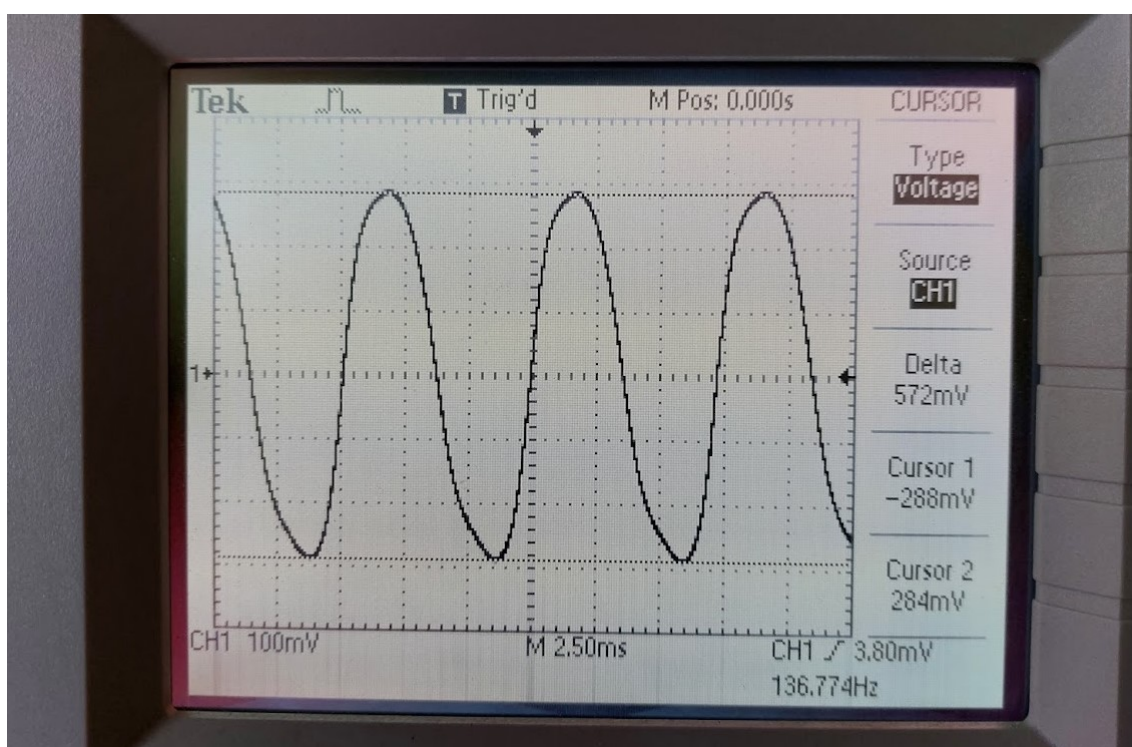 Tek T Trig'd M Pos: 0.000s CURSOR
Type
Voltage
Source
CH1
Delta
572mV
Cursor 1
-288mV
Cursor 2
284mV
1
CH1 100mV M 2.50ms CH1 3.80mV
136.774Hz